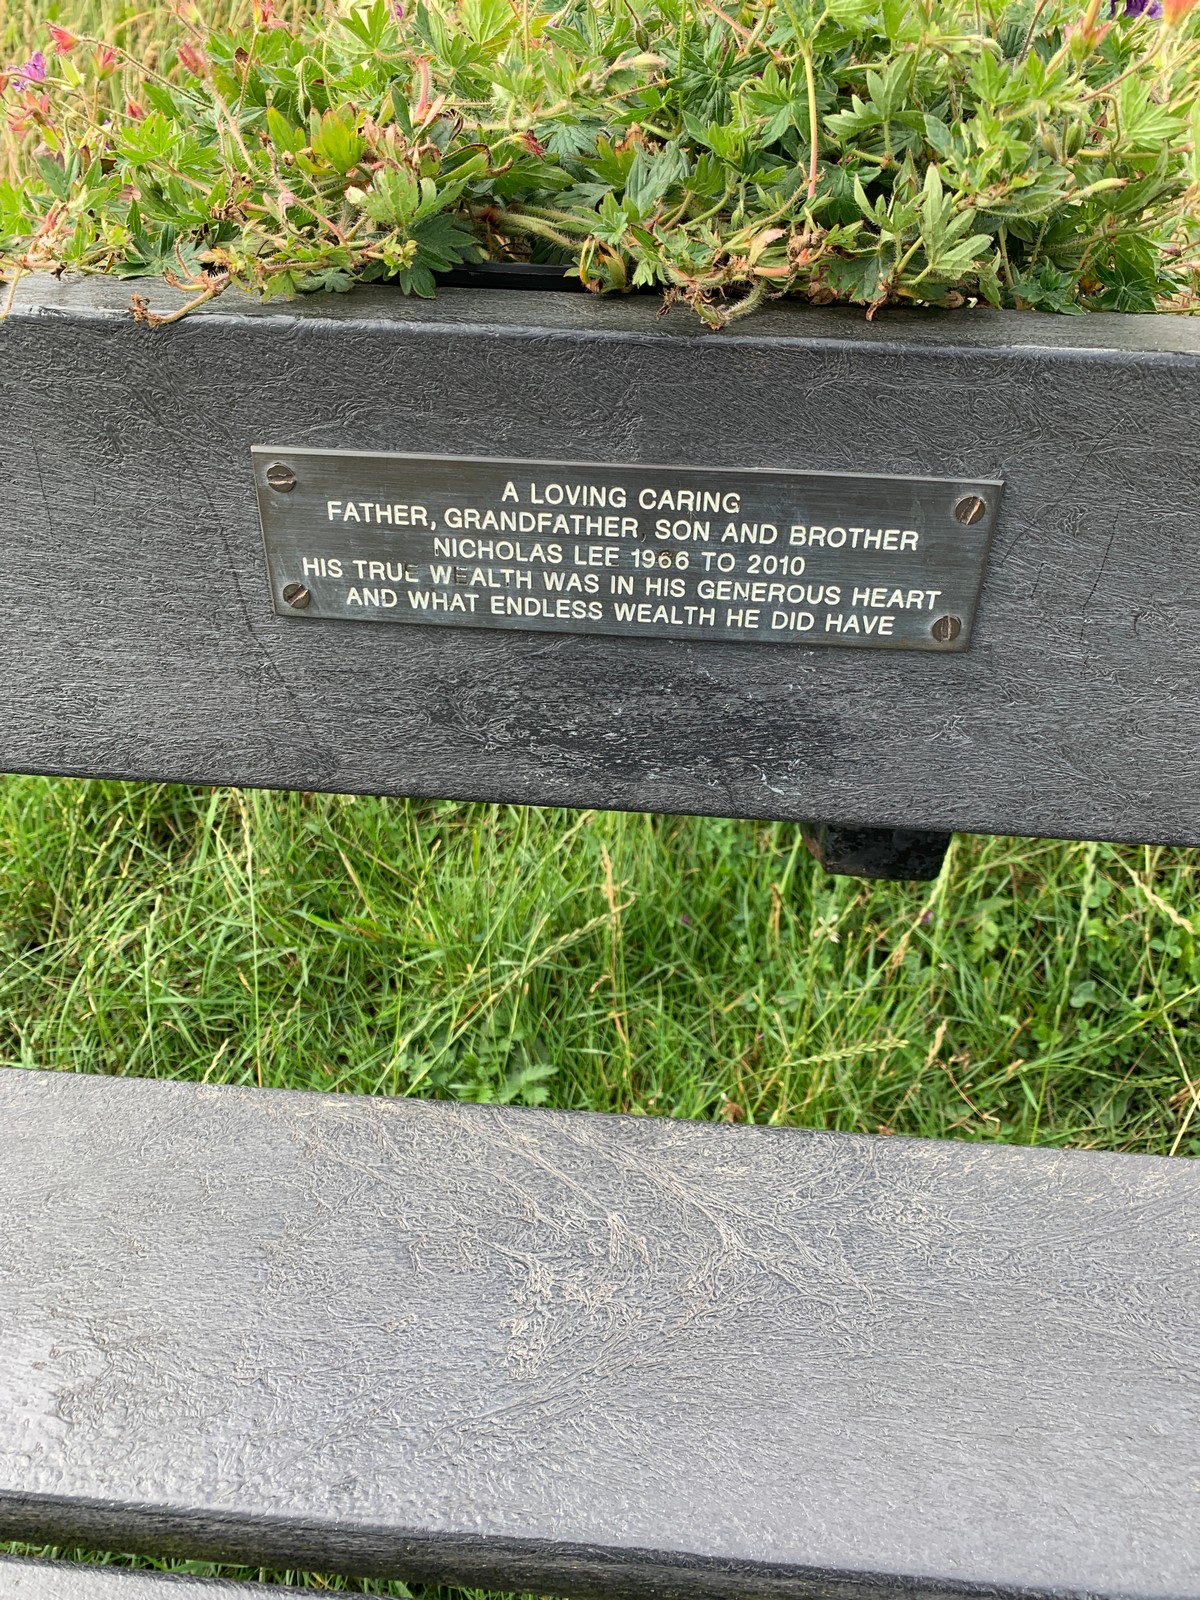 A LOVING CARING
FATHER, GRANDFATHER, SON AND BROTHER
NICHOLAS LEE 1966 TO 2010
HIS TRUE WEALTH WAS IN HIS GENEROUS HEART
AND WHAT ENDLESS WEALTH HE DID HAVE